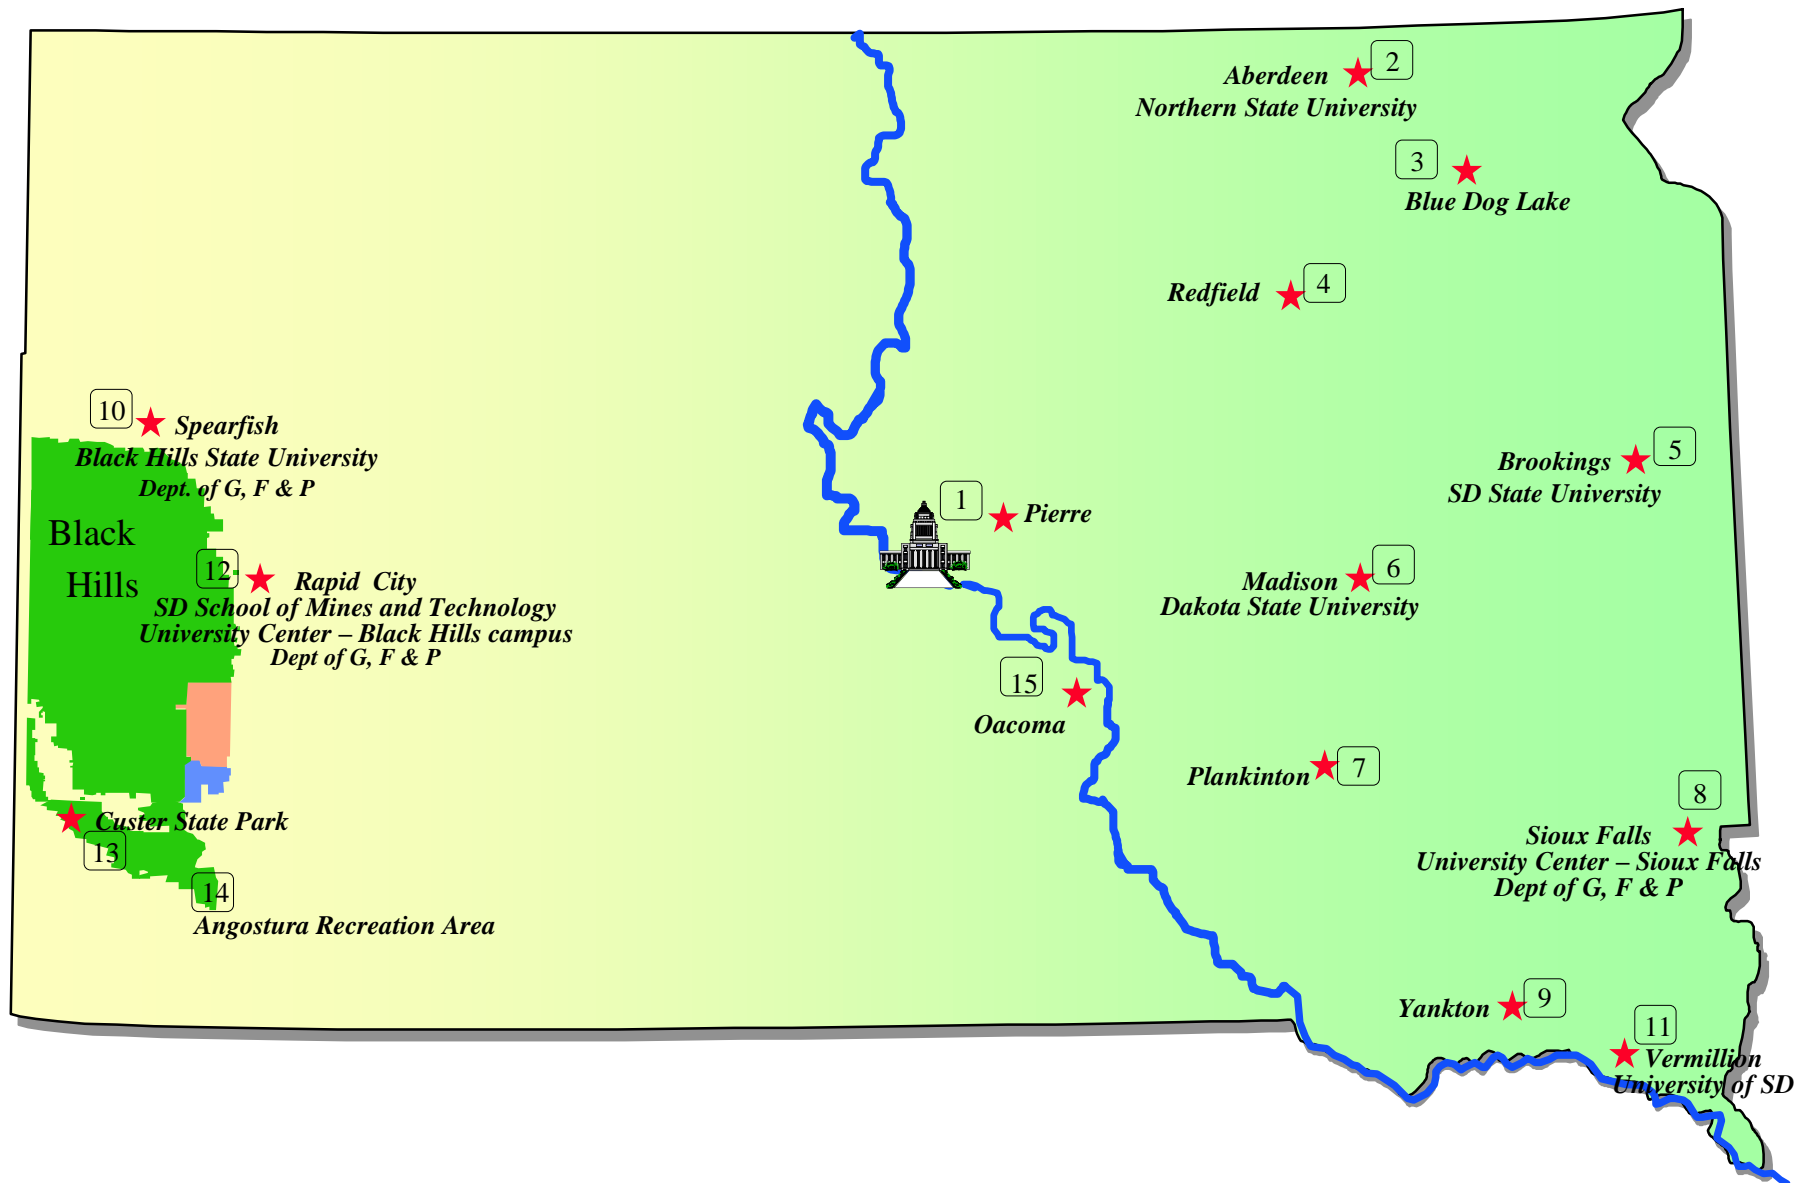 2
Aberdeen
Northern State University
3
Blue Dog Lake
4
Redfield
10
Spearfish
Black Hills State University
Dept. of G, F & P
Black
Hills
5
Brookings
SD State University
1
Pierre
12
Rapid City
SD School of Mines and Technology
University Center – Black Hills campus
Dept of G, F & P
6
Madison
Dakota State University
15
Oacoma
Plankinton
7
8
Sioux Falls
University Center – Sioux Falls
Dept of G, F & P
Custer State Park
13
14
Angostura Recreation Area
Yankton
9
11
Vermillion
University of SD